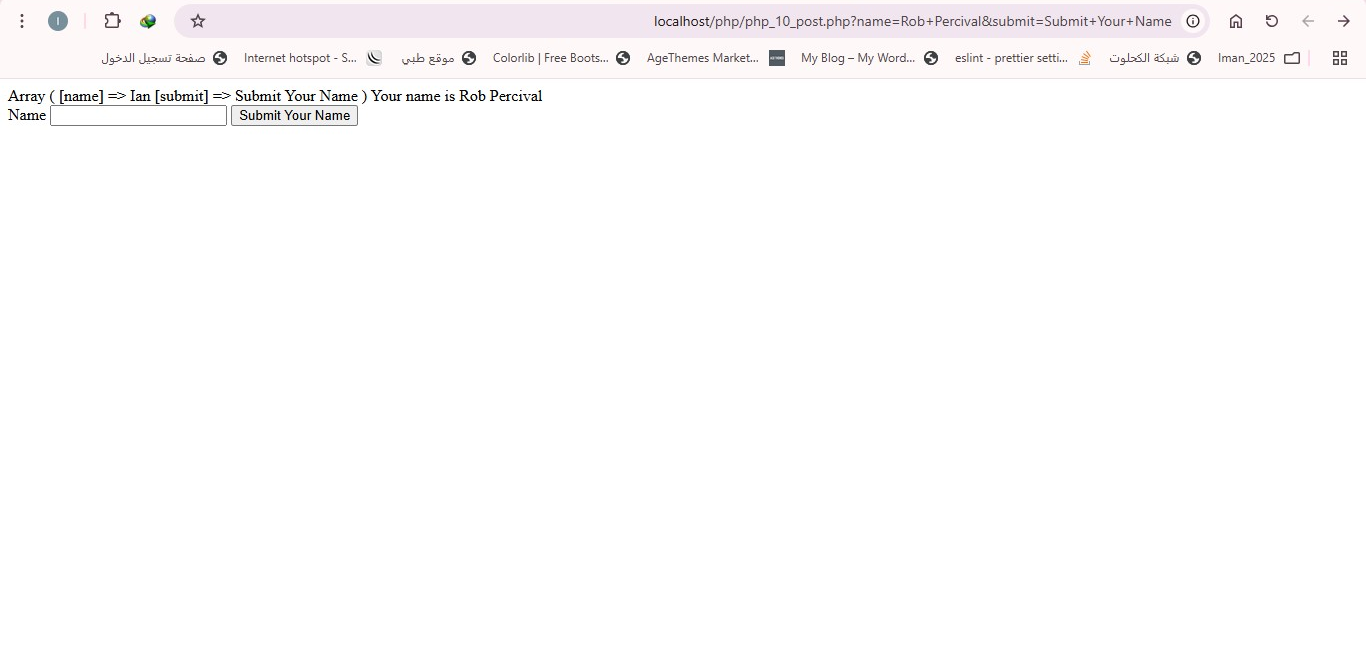 localhost/php/php_10_post.php?name=Rob+Percival&submit=Submit+Your+Name
صفحة تسجيل الدخول Internet hotspot - S... موقع طبي Colorlib | Free Boots... AgeThemes Market... My Blog – My Word... eslint - prettier setti... شبكة الكحلوت Iman_2025
Array ( [name] => Ian [submit] => Submit Your Name ) Your name is Rob Percival
Name Submit Your Name